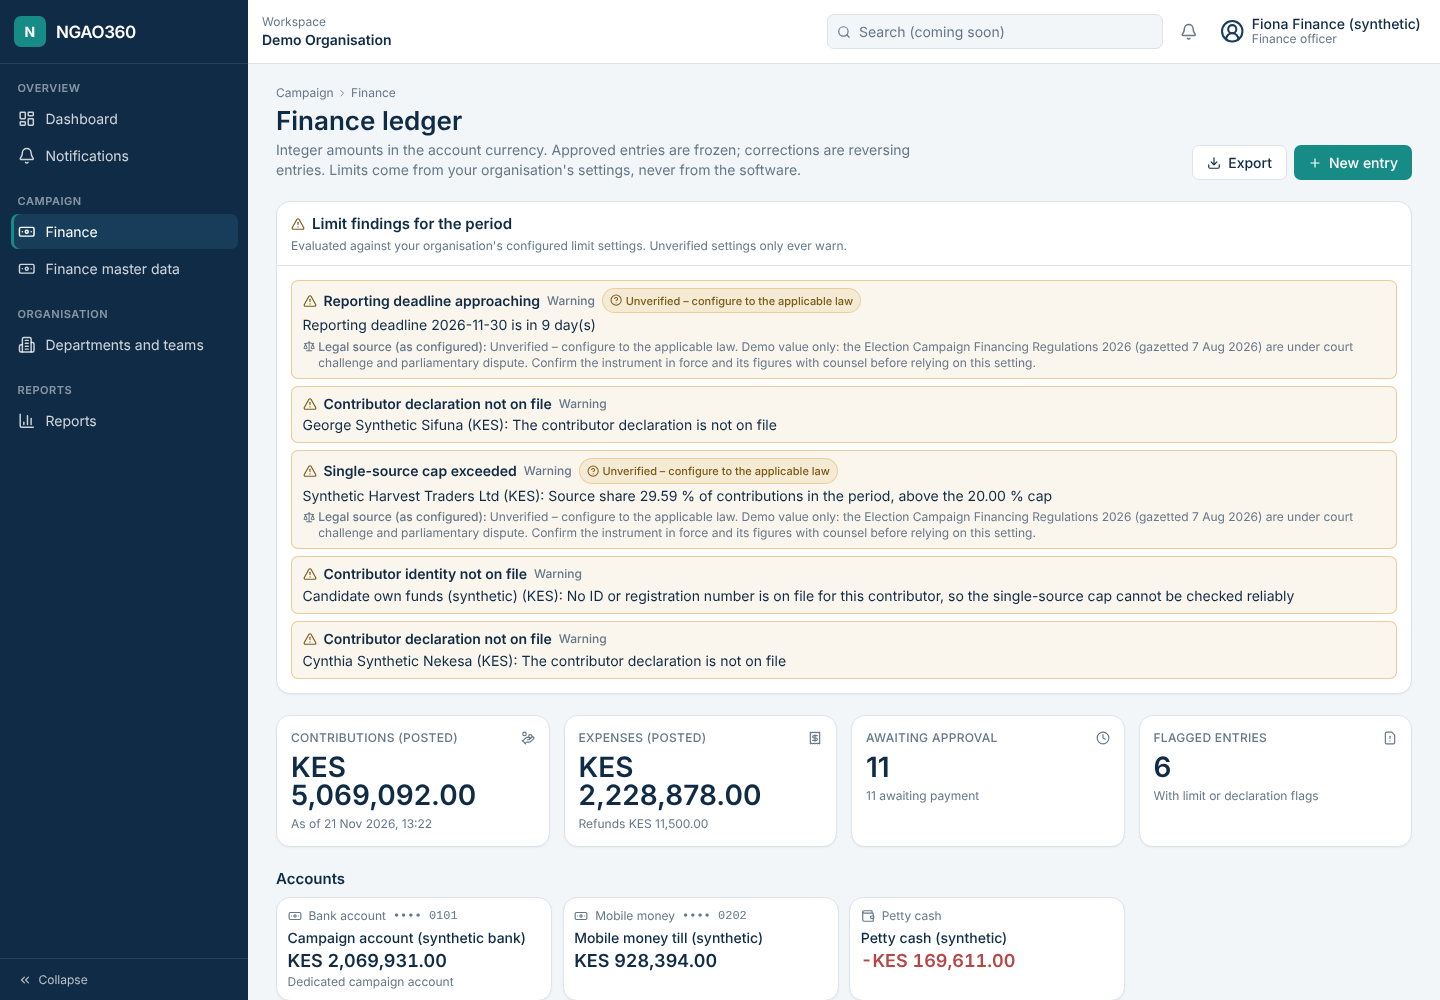 N NGAO360
OVERVIEW
Dashboard
Notifications
CAMPAIGN
Finance
Finance master data
ORGANISATION
Departments and teams
REPORTS
Reports
Collapse
Workspace
Demo Organisation
Search (coming soon)
Fiona Finance (synthetic)
Finance officer
Campaign › Finance
Finance ledger
Integer amounts in the account currency. Approved entries are frozen; corrections are reversing
entries. Limits come from your organisation's settings, never from the software.
Export
+ New entry
Limit findings for the period
Evaluated against your organisation's configured limit settings. Unverified settings only ever warn.
Reporting deadline approaching Warning Unverified – configure to the applicable law
Reporting deadline 2026-11-30 is in 9 day(s)
Legal source (as configured): Unverified – configure to the applicable law. Demo value only: the Election Campaign Financing Regulations 2026 (gazetted 7 Aug 2026) are under court
challenge and parliamentary dispute. Confirm the instrument in force and its figures with counsel before relying on this setting.
Contributor declaration not on file Warning
George Synthetic Sifuna (KES): The contributor declaration is not on file
Single-source cap exceeded Warning Unverified – configure to the applicable law
Synthetic Harvest Traders Ltd (KES): Source share 29.59 % of contributions in the period, above the 20.00 % cap
Legal source (as configured): Unverified – configure to the applicable law. Demo value only: the Election Campaign Financing Regulations 2026 (gazetted 7 Aug 2026) are under court
challenge and parliamentary dispute. Confirm the instrument in force and its figures with counsel before relying on this setting.
Contributor identity not on file Warning
Candidate own funds (synthetic) (KES): No ID or registration number is on file for this contributor, so the single-source cap cannot be checked reliably
Contributor declaration not on file Warning
Cynthia Synthetic Nekesa (KES): The contributor declaration is not on file
CONTRIBUTIONS (POSTED)
KES
5,069,092.00
As of 21 Nov 2026, 13:22
EXPENSES (POSTED)
KES
2,228,878.00
Refunds KES 11,500.00
AWAITING APPROVAL
11
11 awaiting payment
FLAGGED ENTRIES
6
With limit or declaration flags
Accounts
Bank account •••• 0101
Campaign account (synthetic bank)
KES 2,069,931.00
Dedicated campaign account
Mobile money •••• 0202
Mobile money till (synthetic)
KES 928,394.00
Petty cash
Petty cash (synthetic)
-KES 169,611.00